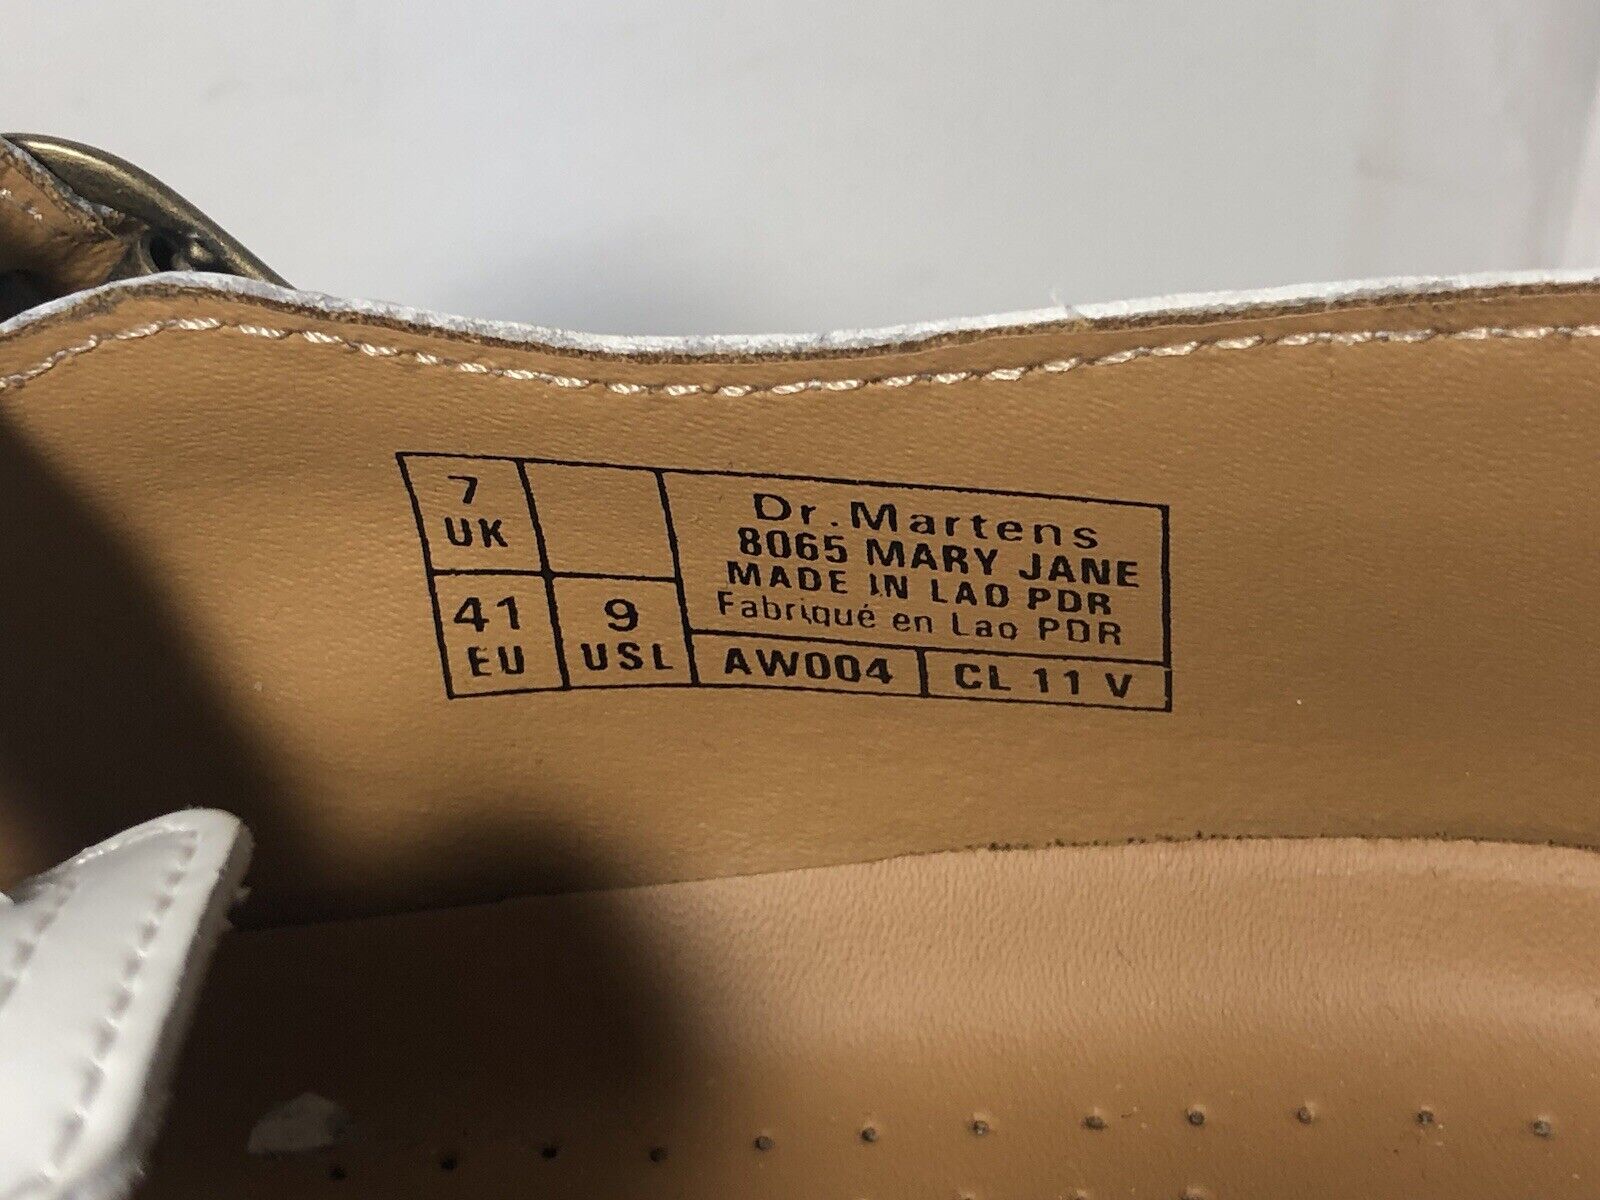 7
UK
41
EU
9
USL
Dr.Martens
8065 MARY JANE
MADE IN LAO PDR
Fabriqué en Lao PDR
AW004
CL 11 V